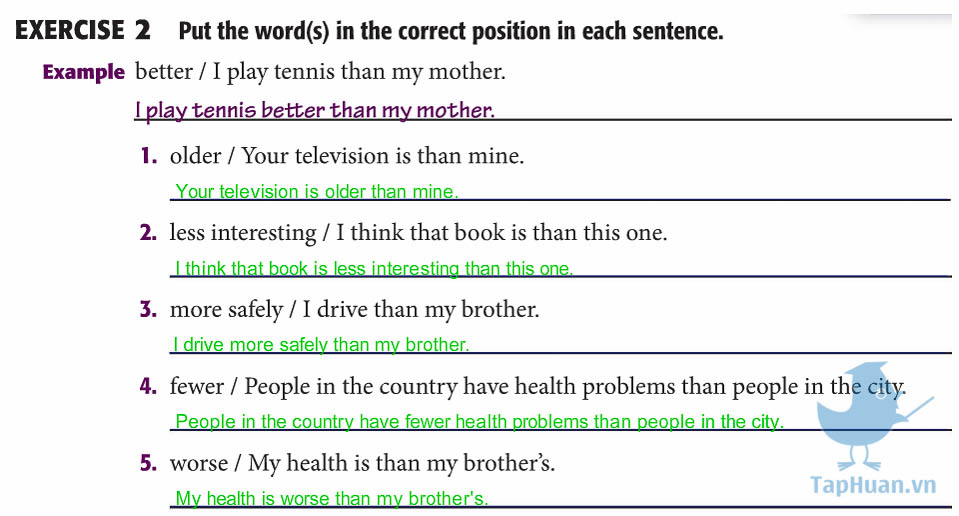 EXERCISE 2 Put the word(s) in the correct position in each sentence.
Example better / I play tennis than my mother.
I play tennis better than my mother.
1. older / Your television is than mine.
Your television is older than mine.
2. less interesting / I think that book is than this one.
I think that book is less interesting than this one.
3. more safely / I drive than my brother.
I drive more safely than my brother.
4. fewer / People in the country have health problems than people in the city.
People in the country have fewer health problems than people in the city.
5. worse / My health is than my brother’s.
My health is worse than my brother's.
TapHuan.vn